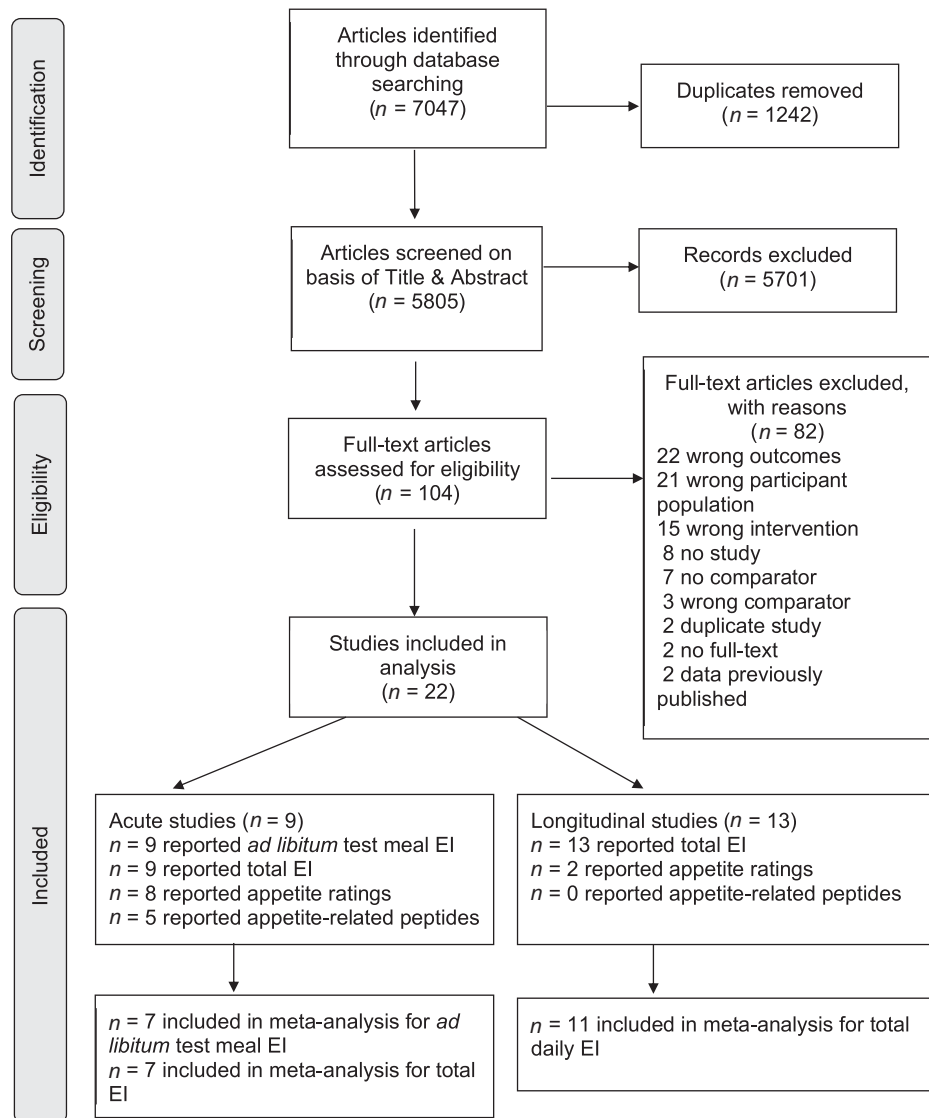 Identification
Articles identified
through database
searching
(n = 7047)
Duplicates removed
(n = 1242)
Screening
Articles screened on
basis of Title & Abstract
(n = 5805)
Records excluded
(n = 5701)
Eligibility
Full-text articles
assessed for eligibility
(n = 104)
Full-text articles excluded,
with reasons
(n = 82)
22 wrong outcomes
21 wrong participant
population
15 wrong intervention
8 no study
7 no comparator
3 wrong comparator
2 duplicate study
2 no full-text
2 data previously
published
Included
Studies included in
analysis
(n = 22)
Acute studies (n = 9)
n = 9 reported ad libitum test meal EI
n = 9 reported total EI
n = 8 reported appetite ratings
n = 5 reported appetite-related peptides
Longitudinal studies (n = 13)
n = 13 reported total EI
n = 2 reported appetite ratings
n = 0 reported appetite-related peptides
n = 7 included in meta-analysis for ad
libitum test meal EI
n = 7 included in meta-analysis for total
EI
n = 11 included in meta-analysis for total
daily EI